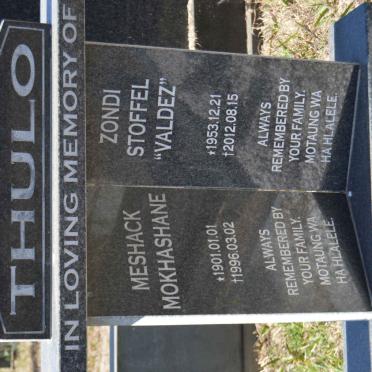 THULO
IN LOVING MEMORY OF
MESHACK
MOKHASHANE
*1901.01.01
†1996.03.02
ALWAYS
REMEMBERED BY
YOUR FAMILY.
MOTAUNG WA
HA HLALELE.
ZONDI
STOFFEL
"VALDEZ"
*1953.12.21
†2012.08.15
ALWAYS
REMEMBERED BY
YOUR FAMILY.
MOTAUNG WA
HA HLALELE.